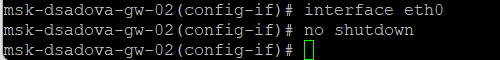 msk-dsadova-gw-02(config-if)# interface eth0
msk-dsadova-gw-02(config-if)# no shutdown
msk-dsadova-gw-02(config-if)#